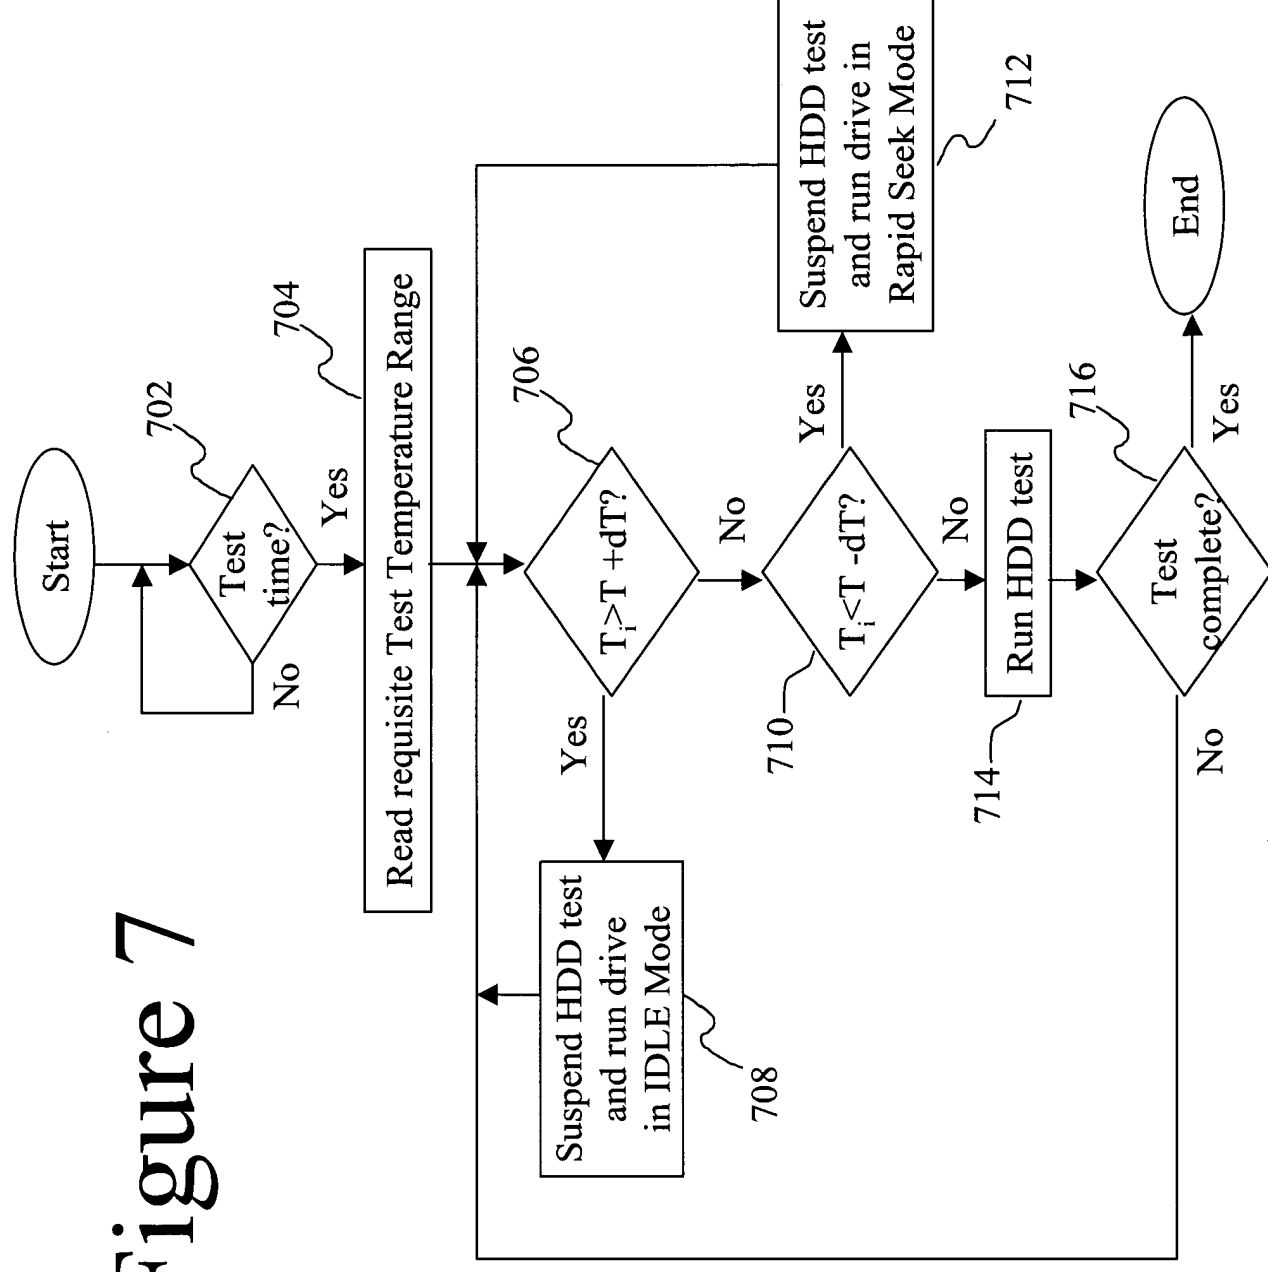 Figure 7
Start
702
Test
time?
No
Yes
704
Read requisite Test Temperature Range
706
Tᵢ>T +dT?
Yes
No
Suspend HDD test
and run drive
in IDLE Mode
708
710
Tᵢ<T -dT?
Yes
No
Suspend HDD test
and run drive in
Rapid Seek Mode
712
714
Run HDD test
716
Test
complete?
No
Yes
End